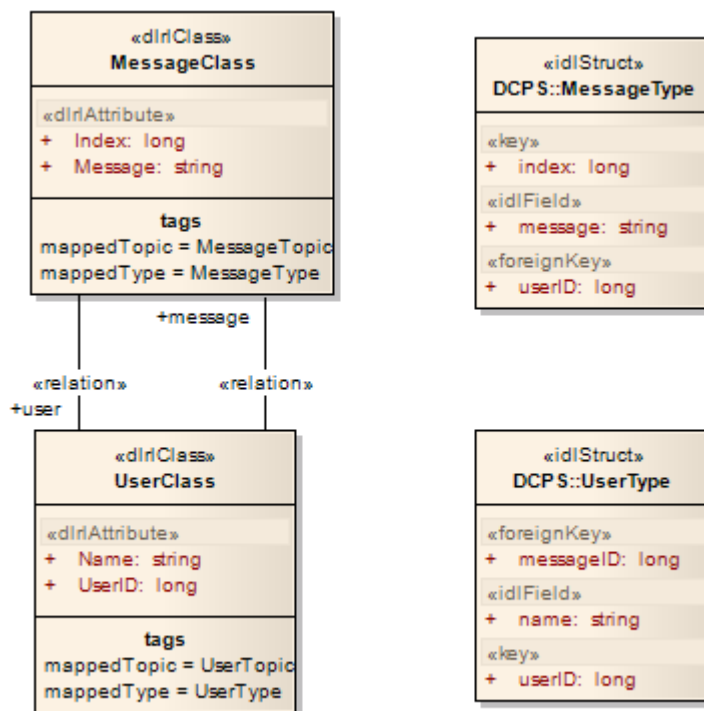 «dlrlClass»
MessageClass
«dlrlAttribute»
+ Index: long
+ Message: string
tags
mappedTopic = MessageTopic
mappedType = MessageType
+message
«relation»
«relation»
+user
«dlrlClass»
UserClass
«dlrlAttribute»
+ Name: string
+ UserID: long
tags
mappedTopic = UserTopic
mappedType = UserType
«idlStruct»
DCPS::MessageType
«key»
+ index: long
«idlField»
+ message: string
«foreignKey»
+ userID: long
«idlStruct»
DCPS::UserType
«foreignKey»
+ messageID: long
«idlField»
+ name: string
«key»
+ userID: long